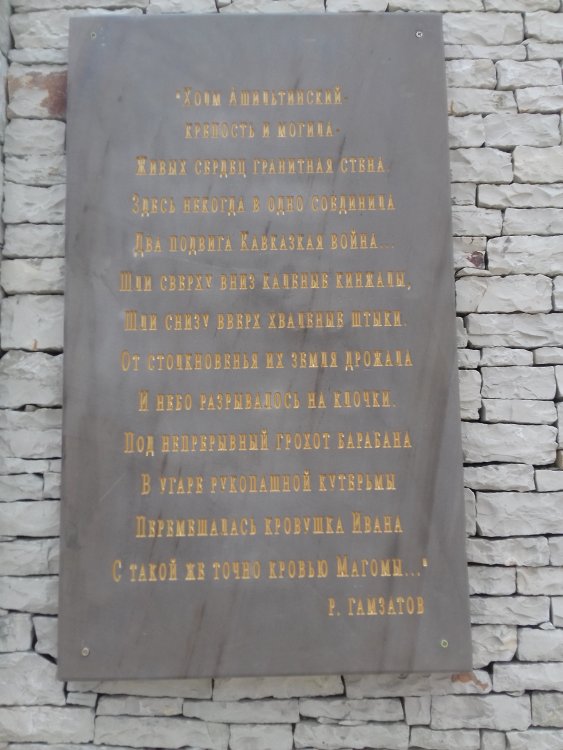 "Холм Ашильтинский-
крепость и могила-
Живых сердец гранитная стена.
Здесь некогда в одно соединила
Два подвига Кавказкая война...
Шли сверху вниз каленые кинжалы,
Шли снизу вверх хваленые штыки.
От столкновенья их земля дрожала
И небо разрывалось на клочки.
Под непрерывный грохот барабана
В угаре рукопашной кутерьмы
Перемешалась кровушка Ивана
С такой же точно кровью Магомы..."
Р. Гамзатов